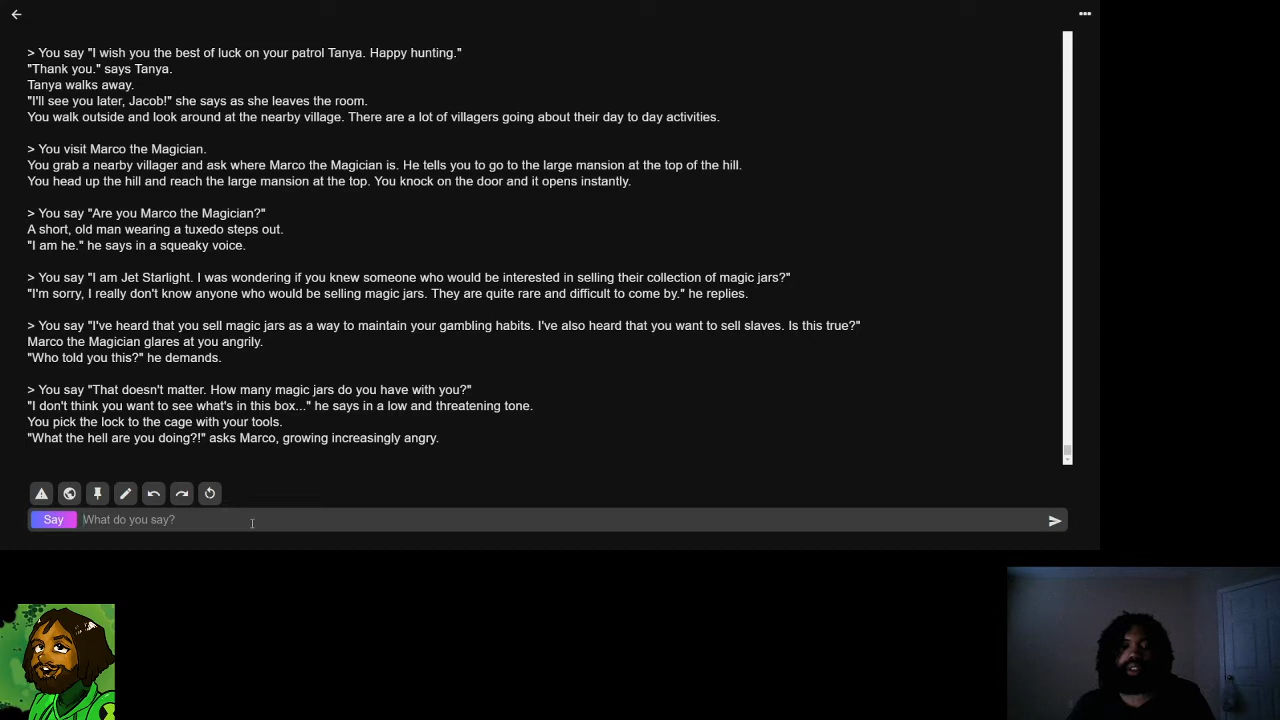 > You say "I wish you the best of luck on your patrol Tanya. Happy hunting."
"Thank you." says Tanya.
Tanya walks away.
"I'll see you later, Jacob!" she says as she leaves the room.
You walk outside and look around at the nearby village. There are a lot of villagers going about their day to day activities.
> You visit Marco the Magician.
You grab a nearby villager and ask where Marco the Magician is. He tells you to go to the large mansion at the top of the hill.
You head up the hill and reach the large mansion at the top. You knock on the door and it opens instantly.
> You say "Are you Marco the Magician?"
A short, old man wearing a tuxedo steps out.
"I am he." he says in a squeaky voice.
> You say "I am Jet Starlight. I was wondering if you knew someone who would be interested in selling their collection of magic jars?"
"I'm sorry, I really don't know anyone who would be selling magic jars. They are quite rare and difficult to come by." he replies.
> You say "I've heard that you sell magic jars as a way to maintain your gambling habits. I've also heard that you want to sell slaves. Is this true?"
Marco the Magician glares at you angrily.
"Who told you this?" he demands.
> You say "That doesn't matter. How many magic jars do you have with you?"
"I don't think you want to see what's in this box..." he says in a low and threatening tone.
You pick the lock to the cage with your tools.
"What the hell are you doing?!" asks Marco, growing increasingly angry.
Say What do you say?